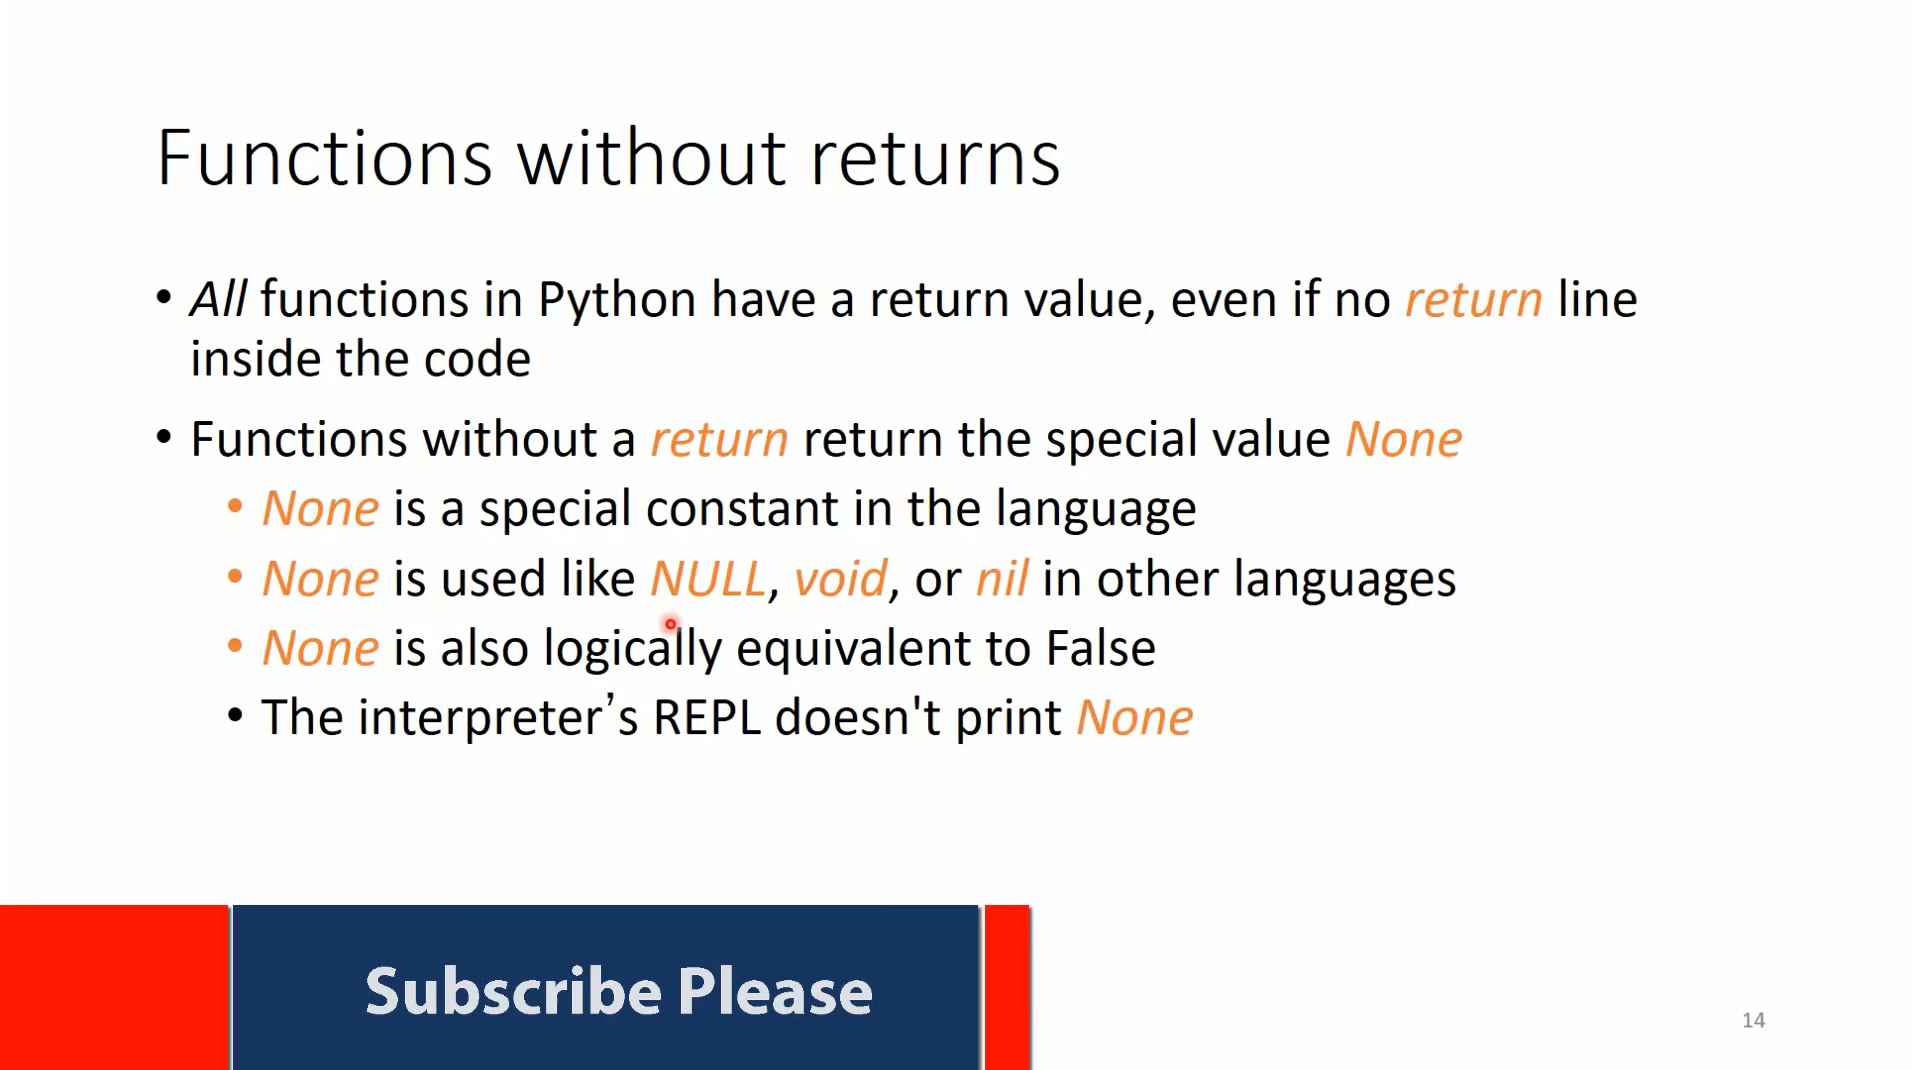 Functions without returns
• All functions in Python have a return value, even if no return line
inside the code
• Functions without a return return the special value None
• None is a special constant in the language
• None is used like NULL, void, or nil in other languages
• None is also logically equivalent to False
• The interpreter’s REPL doesn't print None
Subscribe Please
14